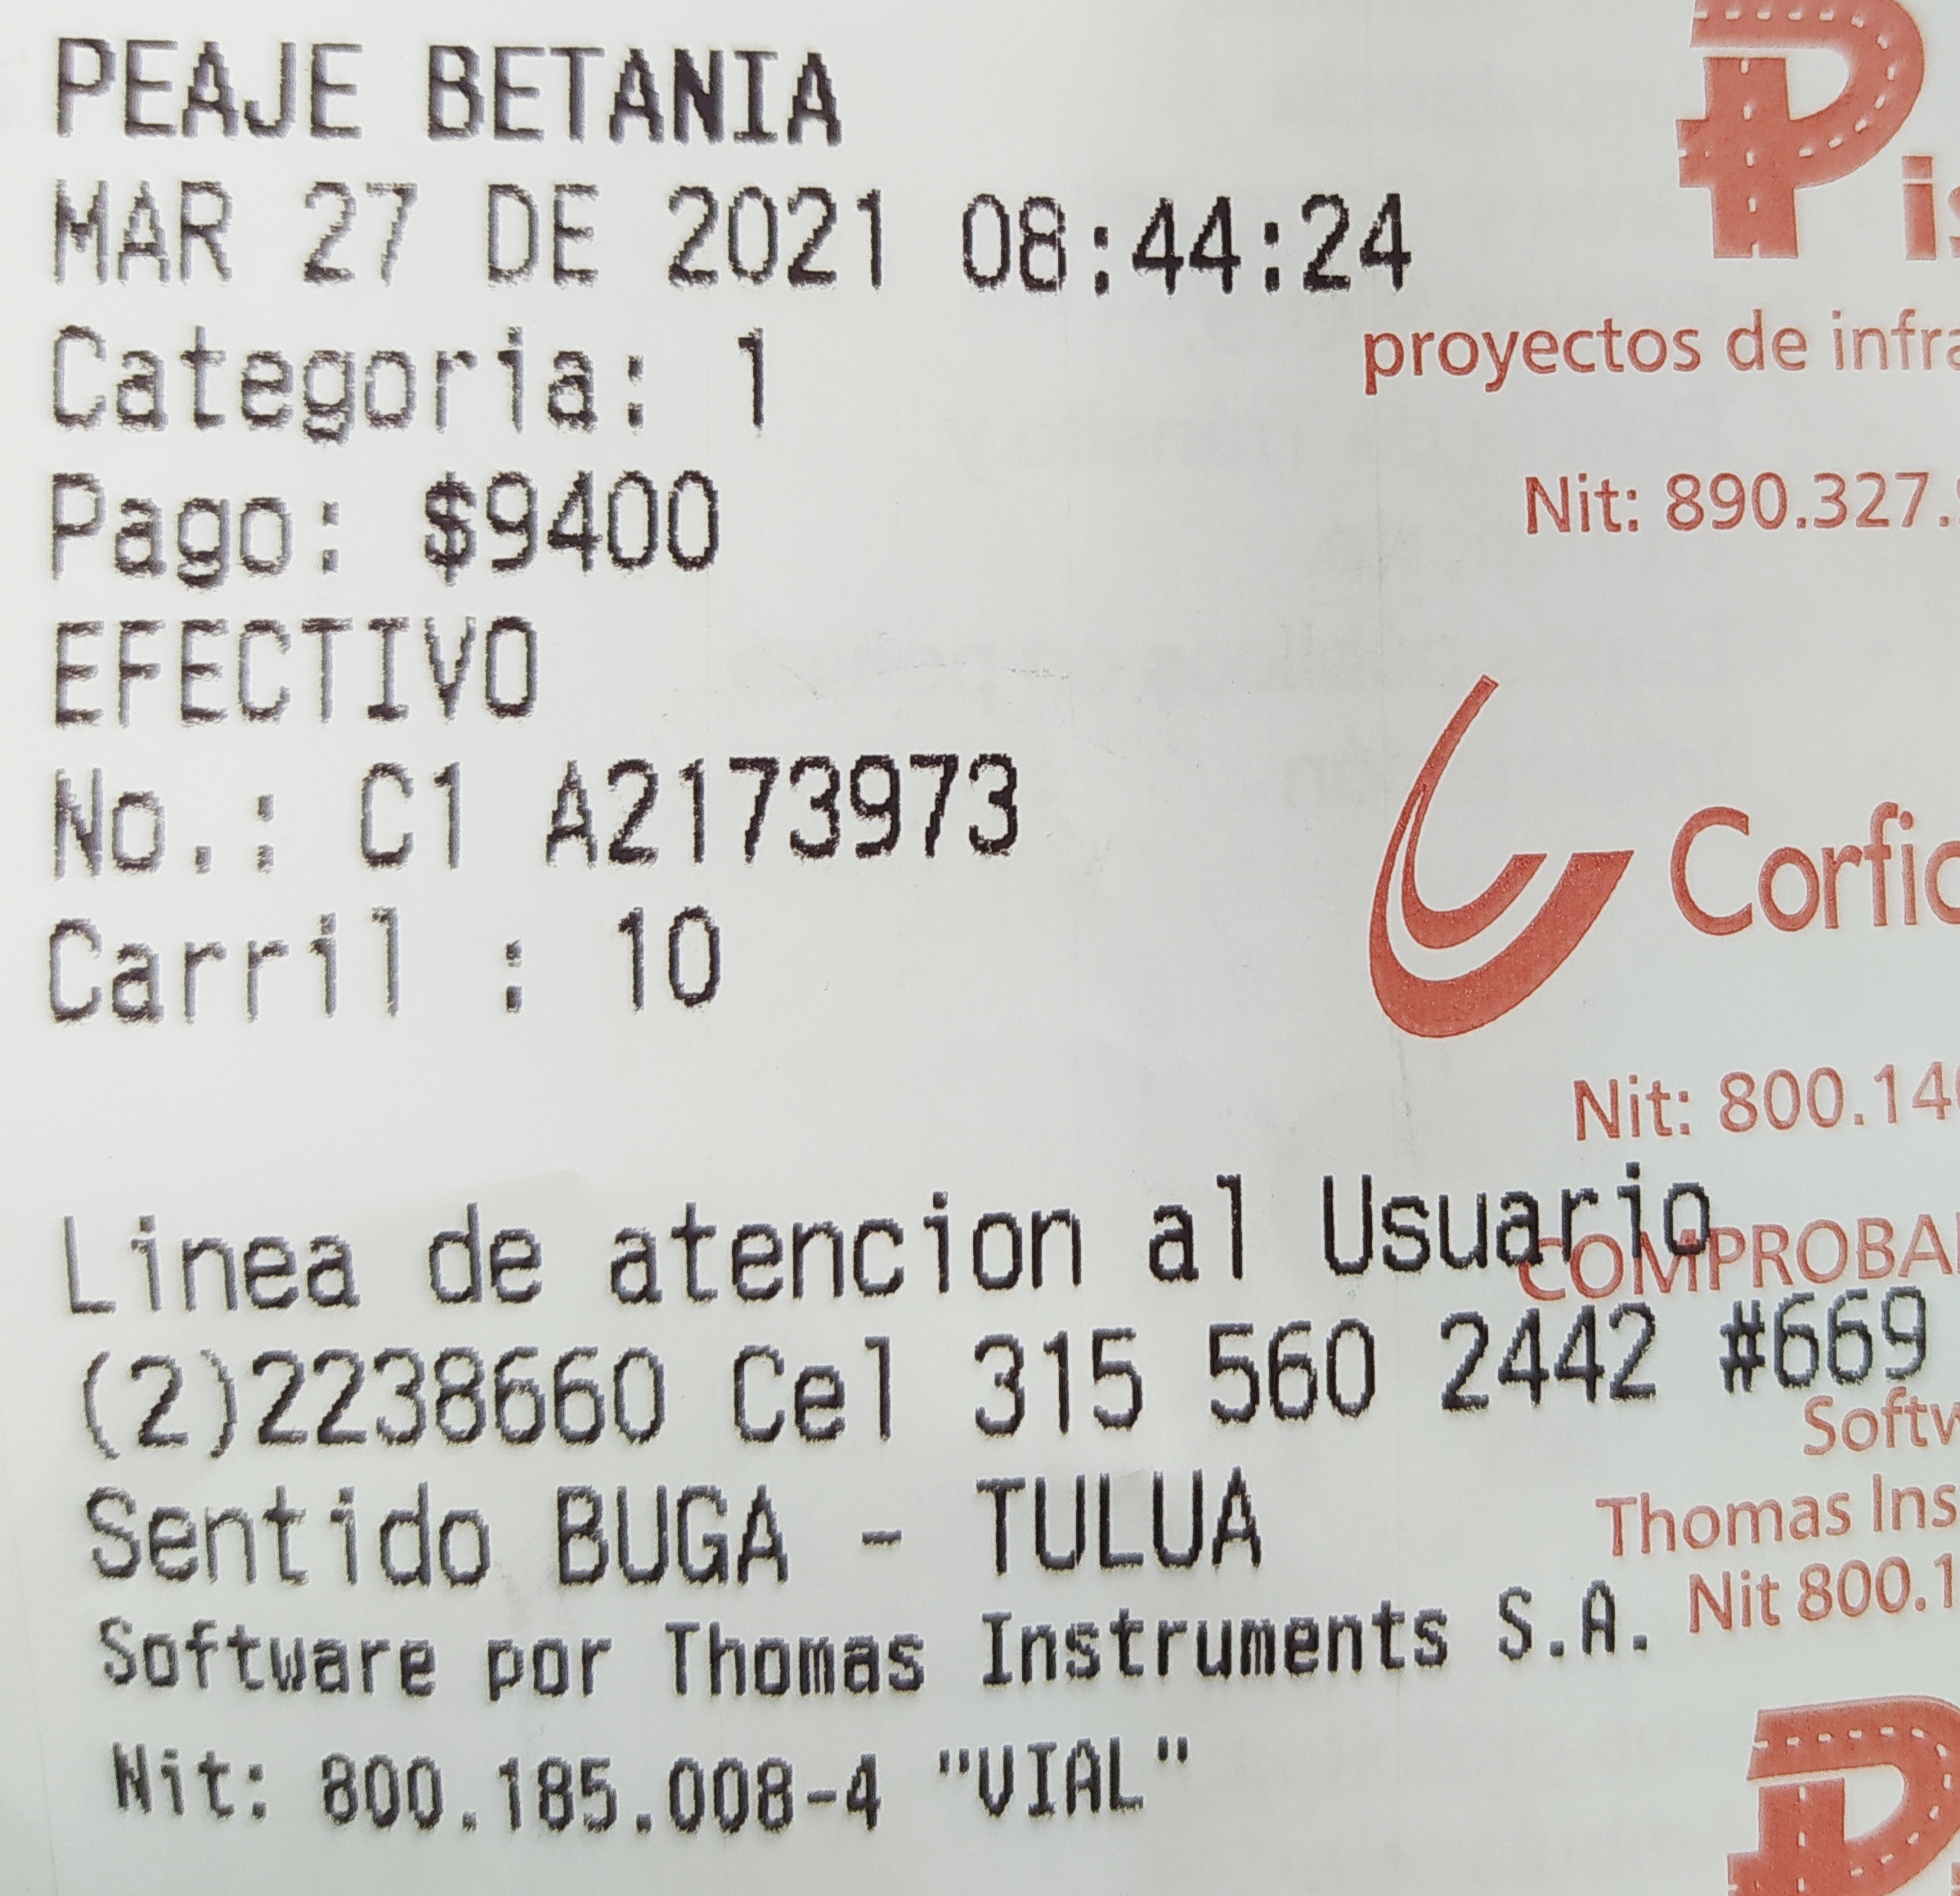 PEAJE BETANIA
MAR 27 DE 2021 08:44:24
Categoria: 1
Pago: $9400
EFECTIVO
No.: C1 A2173973
Carril : 10
Linea de atencion al Usuario
(2)2238660 Cel 315 560 2442 #669
Sentido BUGA - TULUA
Software por Thomas Instruments S.A.
Nit: 800.185.008-4 "VIAL"
proyectos de infra
Nit: 890.327.
Corfic
Nit: 800.14
COMPROBA
Softw
Thomas Ins
Nit 800.1